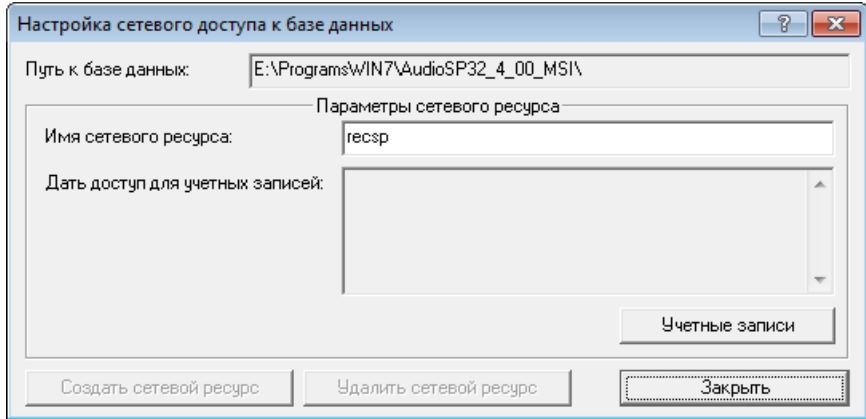 Настройка сетевого доступа к базе данных
Путь к базе данных: E:\ProgramsWIN7\AudioSP32_4_00_MSI\
Параметры сетевого ресурса
Имя сетевого ресурса: recsp
Дать доступ для учетных записей:
Учетные записи
Создать сетевой ресурс Удалить сетевой ресурс Закрыть